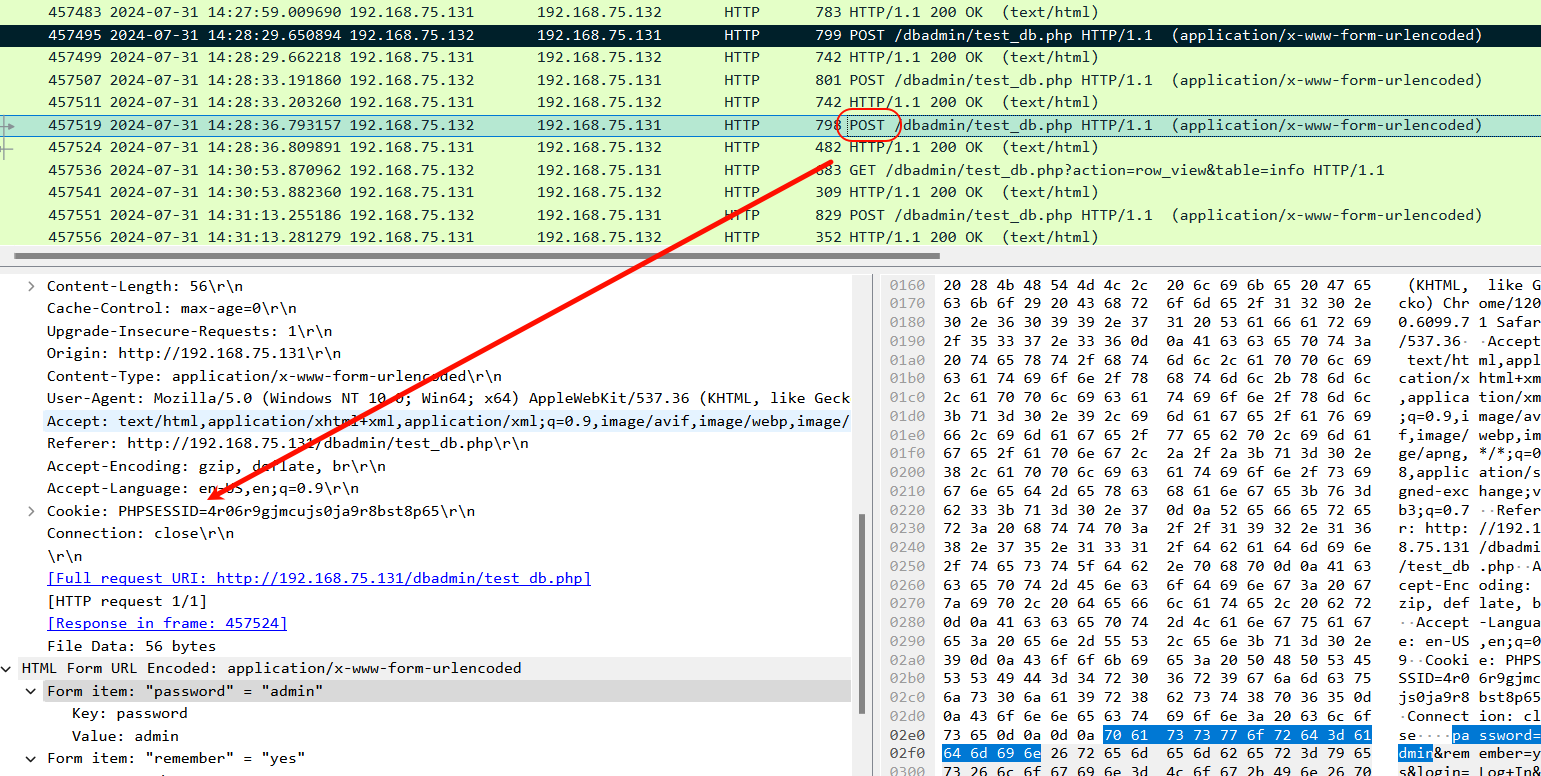 457483 2024-07-31 14:27:59.009690 192.168.75.131 192.168.75.132 HTTP 783 HTTP/1.1 200 OK (text/html)
457495 2024-07-31 14:28:29.650894 192.168.75.132 192.168.75.131 HTTP 799 POST /dbadmin/test_db.php HTTP/1.1 (application/x-www-form-urlencoded)
457499 2024-07-31 14:28:29.662218 192.168.75.131 192.168.75.132 HTTP 742 HTTP/1.1 200 OK (text/html)
457507 2024-07-31 14:28:33.191860 192.168.75.132 192.168.75.131 HTTP 801 POST /dbadmin/test_db.php HTTP/1.1 (application/x-www-form-urlencoded)
457511 2024-07-31 14:28:33.203260 192.168.75.131 192.168.75.132 HTTP 742 HTTP/1.1 200 OK (text/html)
457519 2024-07-31 14:28:36.793157 192.168.75.132 192.168.75.131 HTTP 798 POST /dbadmin/test_db.php HTTP/1.1 (application/x-www-form-urlencoded)
457524 2024-07-31 14:28:36.809891 192.168.75.131 192.168.75.132 HTTP 482 HTTP/1.1 200 OK (text/html)
457536 2024-07-31 14:30:53.870962 192.168.75.132 192.168.75.131 HTTP 683 GET /dbadmin/test_db.php?action=row_view&table=info HTTP/1.1
457541 2024-07-31 14:30:53.882360 192.168.75.131 192.168.75.132 HTTP 309 HTTP/1.1 200 OK (text/html)
457551 2024-07-31 14:31:13.255186 192.168.75.132 192.168.75.131 HTTP 829 POST /dbadmin/test_db.php HTTP/1.1 (application/x-www-form-urlencoded)
457556 2024-07-31 14:31:13.281279 192.168.75.131 192.168.75.132 HTTP 352 HTTP/1.1 200 OK (text/html)
Content-Length: 56\r\n
Cache-Control: max-age=0\r\n
Upgrade-Insecure-Requests: 1\r\n
Origin: http://192.168.75.131\r\n
Content-Type: application/x-www-form-urlencoded\r\n
User-Agent: Mozilla/5.0 (Windows NT 10.0; Win64; x64) AppleWebKit/537.36 (KHTML, like Geck
Accept: text/html,application/xhtml+xml,application/xml;q=0.9,image/avif,image/webp,image/
Referer: http://192.168.75.131/dbadmin/test_db.php\r\n
Accept-Encoding: gzip, deflate, br\r\n
Accept-Language: en-US,en;q=0.9\r\n
Cookie: PHPSESSID=4r06r9gjmcujs0ja9r8bst8p65\r\n
Connection: close\r\n
\r\n
[Full request URI: http://192.168.75.131/dbadmin/test_db.php]
[HTTP request 1/1]
[Response in frame: 457524]
File Data: 56 bytes
HTML Form URL Encoded: application/x-www-form-urlencoded
Form item: "password" = "admin"
Key: password
Value: admin
Form item: "remember" = "yes"
0160 20 28 4b 48 54 4d 4c 2c 20 6c 69 6b 65 20 47 65 (KHTML, like Ge
0170 63 6b 6f 29 20 43 68 72 6f 6d 65 2f 31 32 30 2e cko) Chr ome/120
0180 30 2e 36 30 39 39 2e 37 31 20 53 61 66 61 72 69 0.6099.7 1 Safar
0190 2f 35 33 37 2e 33 36 0d 0a 41 63 63 65 70 74 3a /537.36· ·Accept
01a0 20 74 65 78 74 2f 68 74 6d 6c 2c 61 70 70 6c 69 text/ht ml,appl
01b0 63 61 74 69 6f 6e 2f 78 68 74 6d 6c 2b 78 6d 6c cation/x html+xm
01c0 2c 61 70 70 6c 69 63 61 74 69 6f 6e 2f 78 6d 6c ,applica tion/xm
01d0 3b 71 3d 30 2e 39 2c 69 6d 61 67 65 2f 61 76 69 ;q=0.9,i mage/av
01e0 66 2c 69 6d 61 67 65 2f 77 65 62 70 2c 69 6d 61 f,image/ webp,im
01f0 67 65 2f 61 70 6e 67 2c 2a 2f 2a 3b 71 3d 30 2e ge/apng, */*;q=0
0200 38 2c 61 70 70 6c 69 63 61 74 69 6f 6e 2f 73 69 8,applic ation/s
0210 67 6e 65 64 2d 65 78 63 68 61 6e 67 65 3b 76 3d gned-exc hange;v
0220 62 33 3b 71 3d 30 2e 37 0d 0a 52 65 66 65 72 65 b3;q=0.7 ··Refer
0230 72 3a 20 68 74 74 70 3a 2f 2f 31 39 32 2e 31 36 r: http: //192.1
0240 38 2e 37 35 2e 31 33 31 2f 64 62 61 64 6d 69 6e 8.75.131 /dbadmi
0250 2f 74 65 73 74 5f 64 62 2e 70 68 70 0d 0a 41 63 /test_db .php··A
0260 63 65 70 74 2d 45 6e 63 6f 64 69 6e 67 3a 20 67 cept-Enc oding:
0270 7a 69 70 2c 20 64 65 66 6c 61 74 65 2c 20 62 72 zip, def late, b
0280 0d 0a 41 63 63 65 70 74 2d 4c 61 6e 67 75 61 67 ··Accept -Langua
0290 65 3a 20 65 6e 2d 55 53 2c 65 6e 3b 71 3d 30 2e e: en-US ,en;q=0
02a0 39 0d 0a 43 6f 6f 6b 69 65 3a 20 50 48 50 53 45 9··Cooki e: PHPS
02b0 53 53 49 44 3d 34 72 30 36 72 39 67 6a 6d 63 75 SSID=4r0 6r9gjmc
02c0 6a 73 30 6a 61 39 72 38 62 73 74 38 70 36 35 0d js0ja9r8 bst8p65
02d0 0a 43 6f 6e 6e 65 63 74 69 6f 6e 3a 20 63 6c 6f ·Connect ion: cl
02e0 73 65 0d 0a 0d 0a 70 61 73 73 77 6f 72 64 3d 61 se····pa ssword=
02f0 64 6d 69 6e 26 72 65 6d 65 6d 62 65 72 3d 79 65 dmin&rem ember=y
0300 73 26 6c 6f 67 69 6e 3d 4c 6f 67 2b 49 6e 26 70 s&login= Log+In&